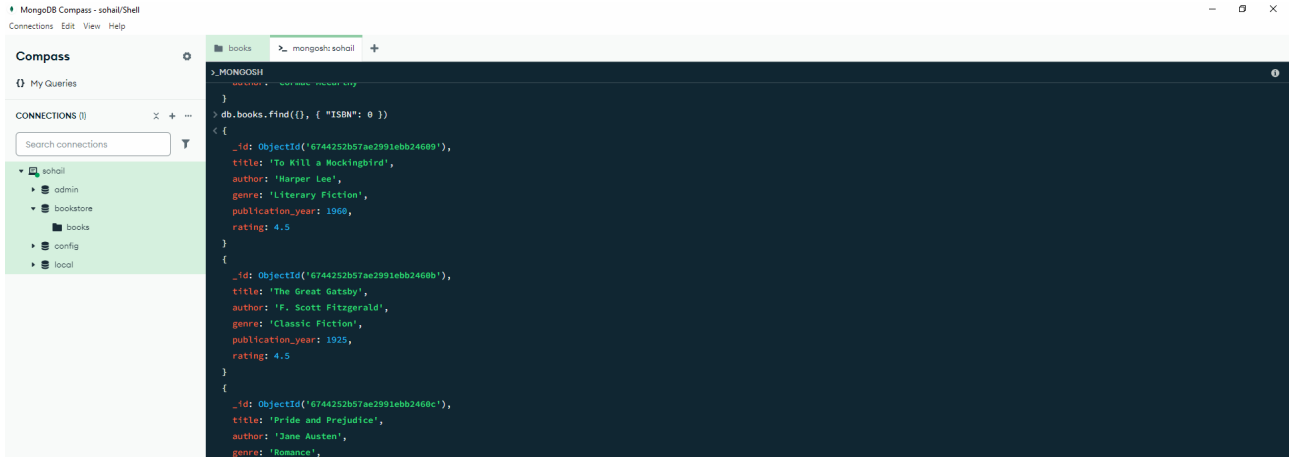 MongoDB Compass - sohail/Shell
Connections Edit View Help
Compass
{} My Queries
CONNECTIONS (1)
Search connections
sohail
admin
bookstore
books
config
local
books
>_ mongosh: sohail
>_MONGOSH
author: 'Cormac McCarthy'
}
> db.books.find({}, { "ISBN": 0 })
< {
_id: ObjectId('6744252b57ae2991ebb24609'),
title: 'To Kill a Mockingbird',
author: 'Harper Lee',
genre: 'Literary Fiction',
publication_year: 1960,
rating: 4.5
}
{
_id: ObjectId('6744252b57ae2991ebb2460b'),
title: 'The Great Gatsby',
author: 'F. Scott Fitzgerald',
genre: 'Classic Fiction',
publication_year: 1925,
rating: 4.5
}
{
_id: ObjectId('6744252b57ae2991ebb2460c'),
title: 'Pride and Prejudice',
author: 'Jane Austen',
genre: 'Romance',